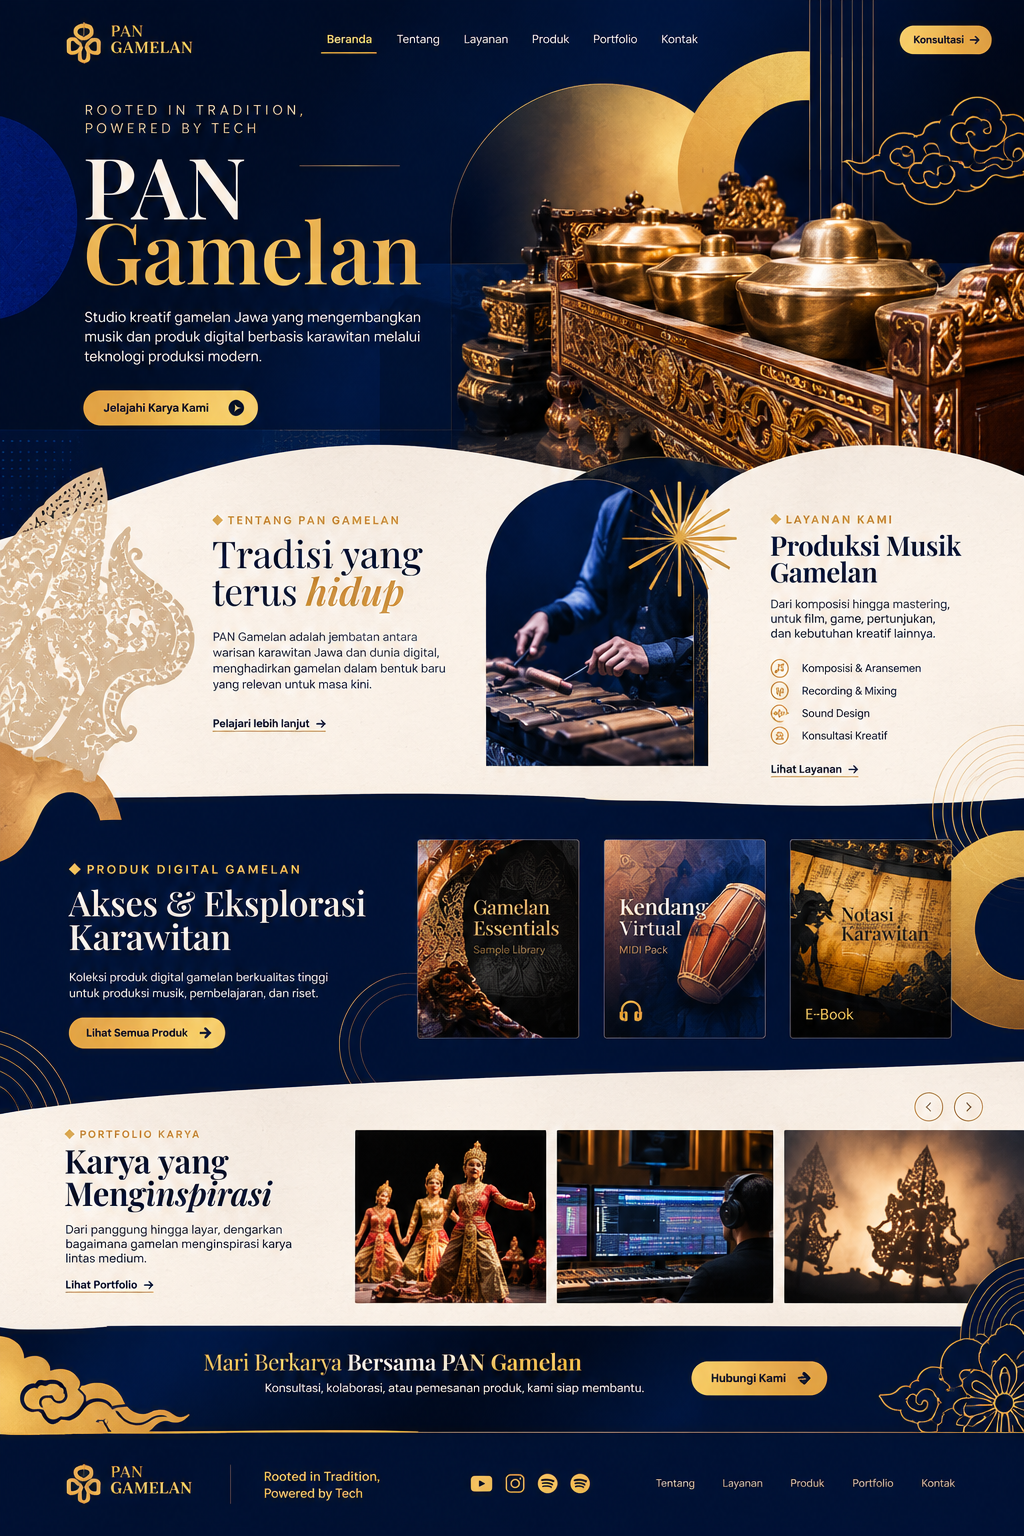 PAN
GAMELAN
Beranda
Tentang
Layanan
Produk
Portfolio
Kontak
Konsultasi →
ROOTED IN TRADITION,
POWERED BY TECH
PAN
Gamelan
Studio kreatif gamelan Jawa yang mengembangkan
musik dan produk digital berbasis karawitan melalui
teknologi produksi modern.
Jelajahi Karya Kami
TENTANG PAN GAMELAN
Tradisi yang
terus hidup
PAN Gamelan adalah jembatan antara
warisan karawitan Jawa dan dunia digital,
menghadirkan gamelan dalam bentuk baru
yang relevan untuk masa kini.
Pelajari lebih lanjut →
LAYANAN KAMI
Produksi Musik
Gamelan
Dari komposisi hingga mastering,
untuk film, game, pertunjukan,
dan kebutuhan kreatif lainnya.
Komposisi & Aransemen
Recording & Mixing
Sound Design
Konsultasi Kreatif
Lihat Layanan →
PRODUK DIGITAL GAMELAN
Akses & Eksplorasi
Karawitan
Koleksi produk digital gamelan berkualitas tinggi
untuk produksi musik, pembelajaran, dan riset.
Lihat Semua Produk →
Gamelan
Essentials
Sample Library
Kendang
Virtual
MIDI Pack
Notasi
Karawitan
E-Book
PORTFOLIO KARYA
Karya yang
Menginspirasi
Dari panggung hingga layar, dengarkan
bagaimana gamelan menginspirasi karya
lintas medium.
Lihat Portfolio →
Mari Berkarya Bersama PAN Gamelan
Konsultasi, kolaborasi, atau pemesanan produk, kami siap membantu.
Hubungi Kami →
PAN
GAMELAN
Rooted in Tradition,
Powered by Tech
Tentang
Layanan
Produk
Portfolio
Kontak